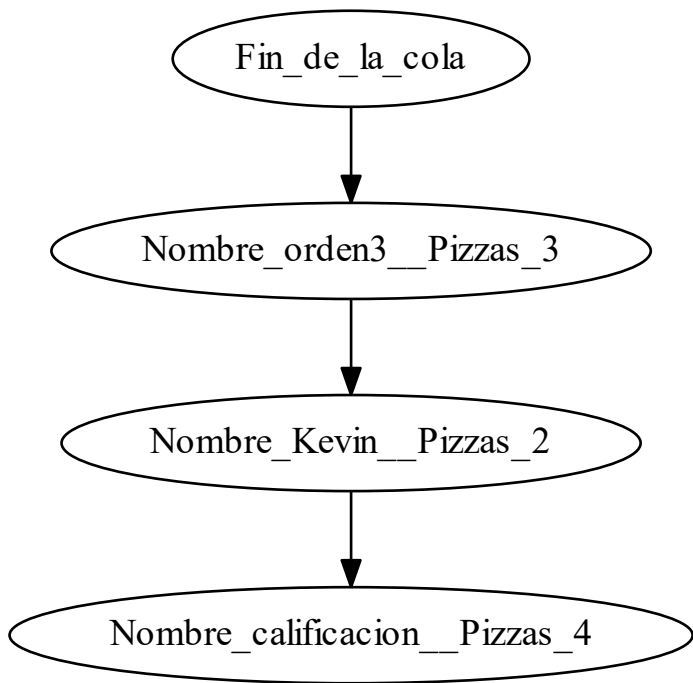 Fin_de_la_cola
Nombre_orden3__Pizzas_3
Nombre_Kevin__Pizzas_2
Nombre_calificacion__Pizzas_4